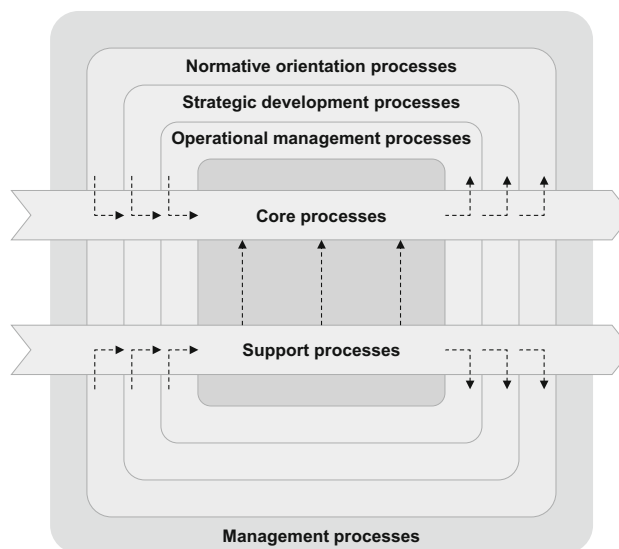 Normative orientation processes
Strategic development processes
Operational management processes
Core processes
Support processes
Management processes